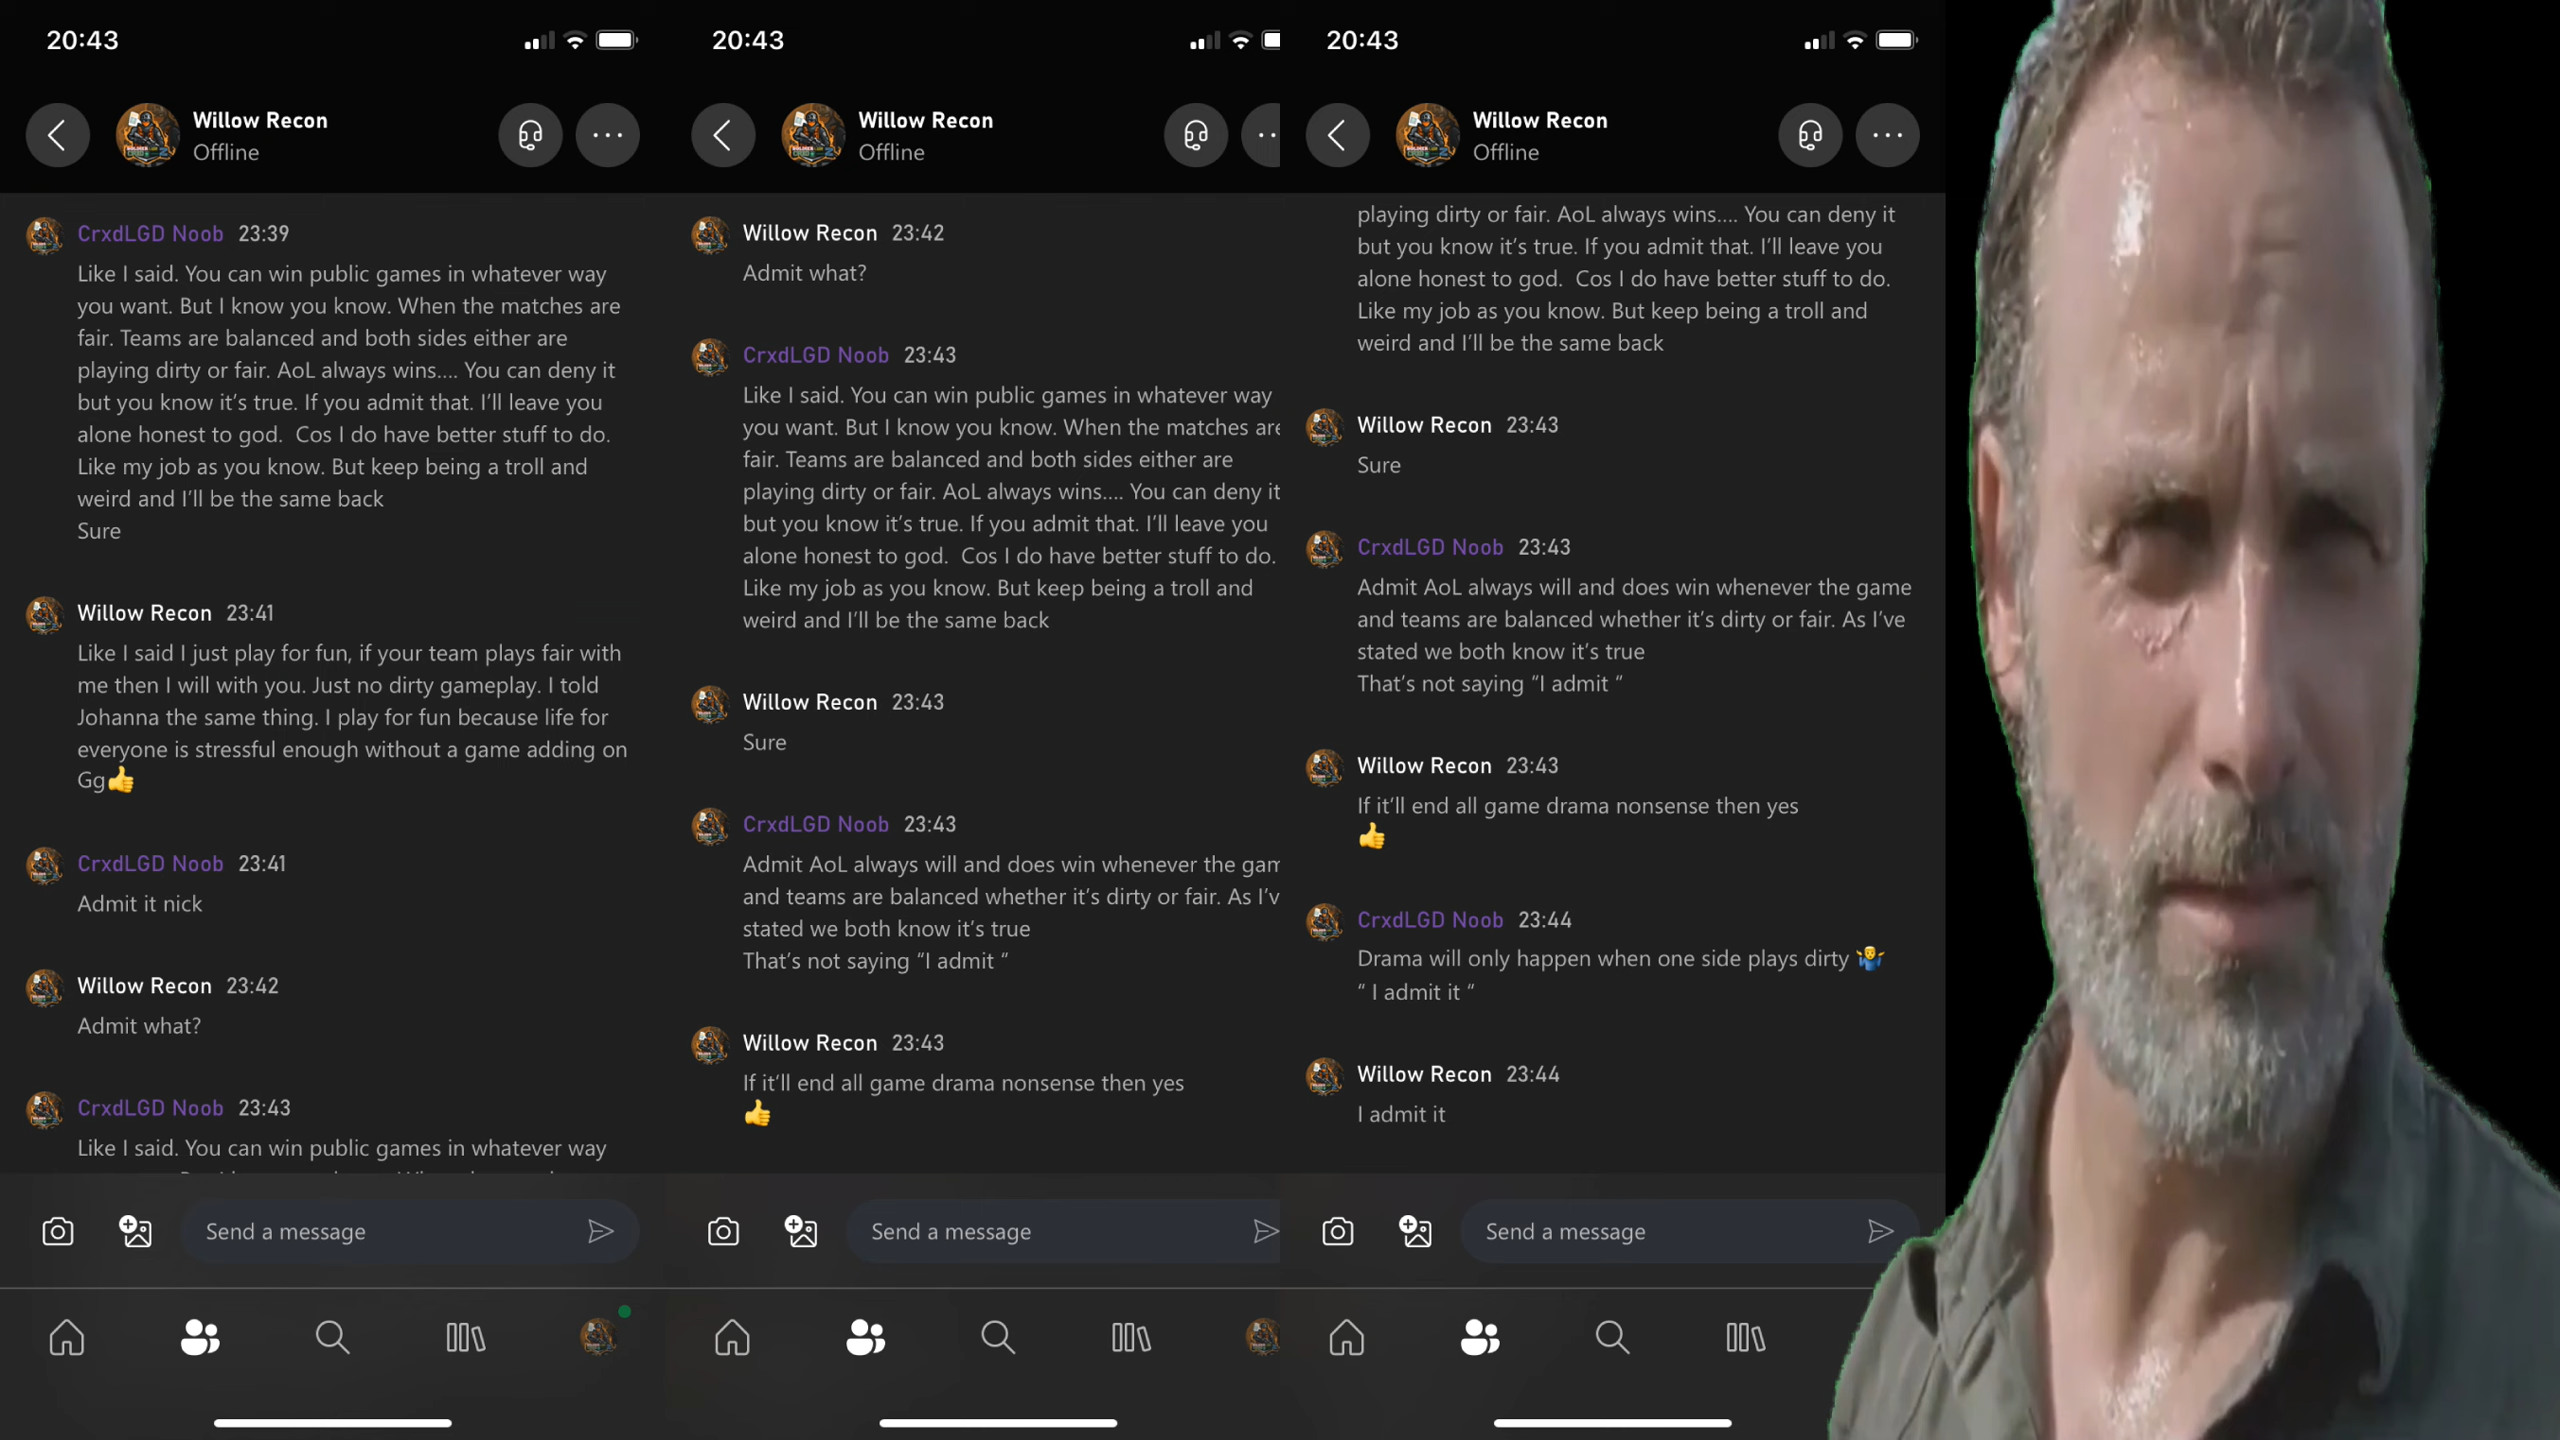 20:43
Willow Recon
Offline
CrxdLGD Noob 23:39
Like I said. You can win public games in whatever way
you want. But I know you know. When the matches are
fair. Teams are balanced and both sides either are
playing dirty or fair. AoL always wins.... You can deny it
but you know it’s true. If you admit that. I’ll leave you
alone honest to god.  Cos I do have better stuff to do.
Like my job as you know. But keep being a troll and
weird and I’ll be the same back
Sure
Willow Recon 23:41
Like I said I just play for fun, if your team plays fair with
me then I will with you. Just no dirty gameplay. I told
Johanna the same thing. I play for fun because life for
everyone is stressful enough without a game adding on
Gg👍
CrxdLGD Noob 23:41
Admit it nick
Willow Recon 23:42
Admit what?
CrxdLGD Noob 23:43
Like I said. You can win public games in whatever way
Send a message
20:43
Willow Recon
Offline
Willow Recon 23:42
Admit what?
CrxdLGD Noob 23:43
Like I said. You can win public games in whatever way
you want. But I know you know. When the matches are
fair. Teams are balanced and both sides either are
playing dirty or fair. AoL always wins.... You can deny it
but you know it’s true. If you admit that. I’ll leave you
alone honest to god.  Cos I do have better stuff to do.
Like my job as you know. But keep being a troll and
weird and I’ll be the same back
Willow Recon 23:43
Sure
CrxdLGD Noob 23:43
Admit AoL always will and does win whenever the gam
and teams are balanced whether it’s dirty or fair. As I’v
stated we both know it’s true
That’s not saying “I admit “
Willow Recon 23:43
If it’ll end all game drama nonsense then yes
👍
Send a message
20:43
Willow Recon
Offline
playing dirty or fair. AoL always wins.... You can deny it
but you know it’s true. If you admit that. I’ll leave you
alone honest to god.  Cos I do have better stuff to do.
Like my job as you know. But keep being a troll and
weird and I’ll be the same back
Willow Recon 23:43
Sure
CrxdLGD Noob 23:43
Admit AoL always will and does win whenever the game
and teams are balanced whether it’s dirty or fair. As I’ve
stated we both know it’s true
That’s not saying “I admit “
Willow Recon 23:43
If it’ll end all game drama nonsense then yes
👍
CrxdLGD Noob 23:44
Drama will only happen when one side plays dirty 🤷‍♂️
“ I admit it “
Willow Recon 23:44
I admit it
Send a message